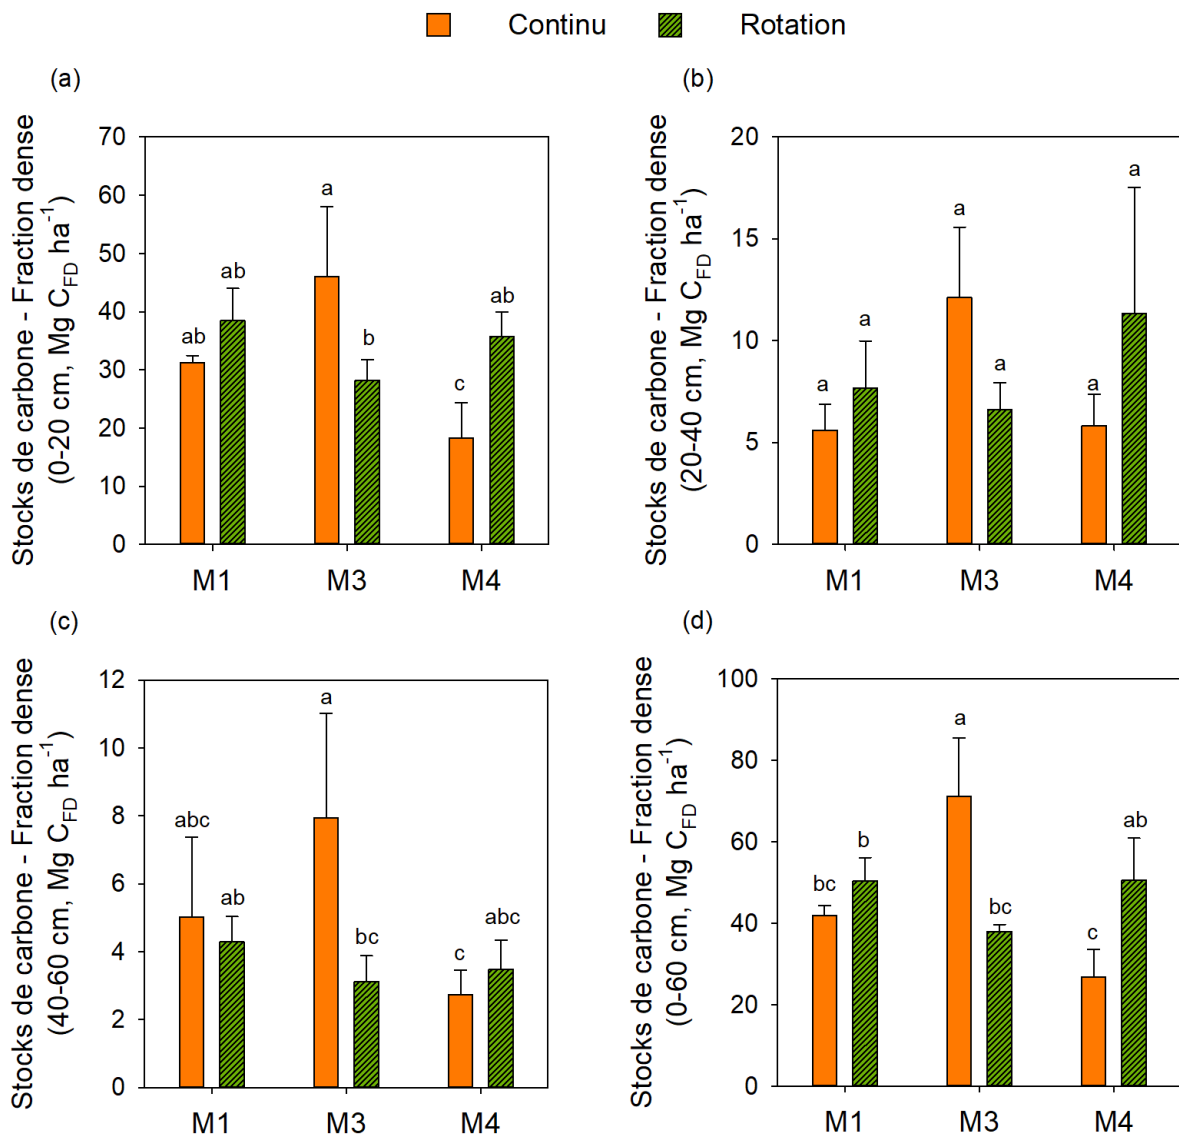 Continu Rotation
(a)
Stocks de carbone - Fraction dense
(0-20 cm, Mg C_FD ha^-1)
70
60
50
40
30
20
10
0
ab
ab
a
b
c
ab
M1 M3 M4
(b)
Stocks de carbone - Fraction dense
(20-40 cm, Mg C_FD ha^-1)
20
15
10
5
0
a
a
a
a
a
a
M1 M3 M4
(c)
Stocks de carbone - Fraction dense
(40-60 cm, Mg C_FD ha^-1)
12
10
8
6
4
2
0
abc
ab
a
bc
c
abc
M1 M3 M4
(d)
Stocks de carbone - Fraction dense
(0-60 cm, Mg C_FD ha^-1)
100
80
60
40
20
0
bc
b
a
bc
c
ab
M1 M3 M4